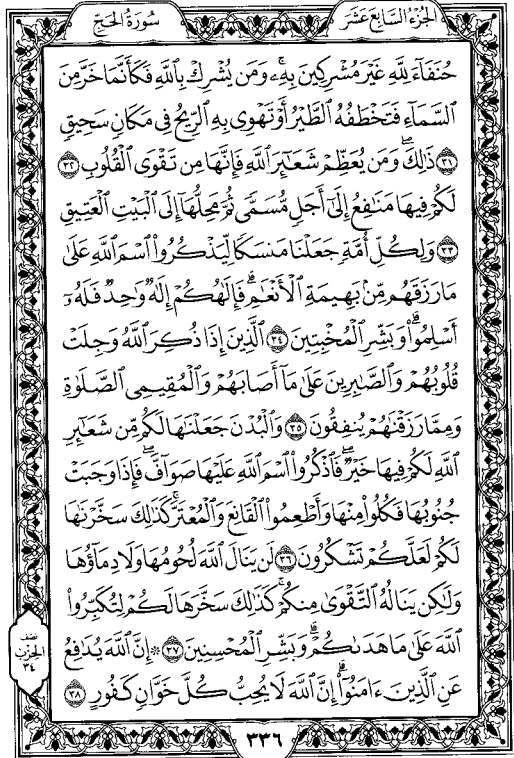 الجزء السابع عشر
سورة الحج
حُنَفَآءَ لِلَّهِ غَيْرَ مُشْرِكِينَ بِهِۦۚ وَمَن يُشْرِكْ بِٱللَّهِ فَكَأَنَّمَا خَرَّ مِنَ
ٱلسَّمَآءِ فَتَخْطَفُهُ ٱلطَّيْرُ أَوْ تَهْوِى بِهِ ٱلرِّيحُ فِى مَكَانٍ سَحِيقٍ
٣١ ذَٰلِكَۖ وَمَن يُعَظِّمْ شَعَٰٓئِرَ ٱللَّهِ فَإِنَّهَا مِن تَقْوَى ٱلْقُلُوبِ ٣٢
لَكُمْ فِيهَا مَنَٰفِعُ إِلَىٰٓ أَجَلٍ مُّسَمًّى ثُمَّ مَحِلُّهَآ إِلَى ٱلْبَيْتِ ٱلْعَتِيقِ
٣٣ وَلِكُلِّ أُمَّةٍ جَعَلْنَا مَنسَكًا لِّيَذْكُرُوا۟ ٱسْمَ ٱللَّهِ عَلَىٰ
مَا رَزَقَهُم مِّنۢ بَهِيمَةِ ٱلْأَنْعَٰمِۗ فَإِلَٰهُكُمْ إِلَٰهٌ وَٰحِدٌ فَلَهُۥٓ
أَسْلِمُوا۟ۗ وَبَشِّرِ ٱلْمُخْبِتِينَ ٣٤ ٱلَّذِينَ إِذَا ذُكِرَ ٱللَّهُ وَجِلَتْ
قُلُوبُهُمْ وَٱلصَّٰبِرِينَ عَلَىٰ مَآ أَصَابَهُمْ وَٱلْمُقِيمِى ٱلصَّلَوٰةِ
وَمِمَّا رَزَقْنَٰهُمْ يُنفِقُونَ ٣٥ وَٱلْبُدْنَ جَعَلْنَٰهَا لَكُم مِّن شَعَٰٓئِرِ
ٱللَّهِ لَكُمْ فِيهَا خَيْرٌۖ فَٱذْكُرُوا۟ ٱسْمَ ٱللَّهِ عَلَيْهَا صَوَآفَّۖ فَإِذَا وَجَبَتْ
جُنُوبُهَا فَكُلُوا۟ مِنْهَا وَأَطْعِمُوا۟ ٱلْقَانِعَ وَٱلْمُعْتَرَّۚ كَذَٰلِكَ سَخَّرْنَٰهَا
لَكُمْ لَعَلَّكُمْ تَشْكُرُونَ ٣٦ لَن يَنَالَ ٱللَّهَ لُحُومُهَا وَلَا دِمَآؤُهَا
وَلَٰكِن يَنَالُهُ ٱلتَّقْوَىٰ مِنكُمْۚ كَذَٰلِكَ سَخَّرَهَا لَكُمْ لِتُكَبِّرُوا۟
ٱللَّهَ عَلَىٰ مَا هَدَىٰكُمْۗ وَبَشِّرِ ٱلْمُحْسِنِينَ ٣٧ ۞ إِنَّ ٱللَّهَ يُدَٰفِعُ
عَنِ ٱلَّذِينَ ءَامَنُوٓا۟ۗ إِنَّ ٱللَّهَ لَا يُحِبُّ كُلَّ خَوَّانٍ كَفُورٍ ٣٨
نصف
الحزب
٣٤
٣٣٦